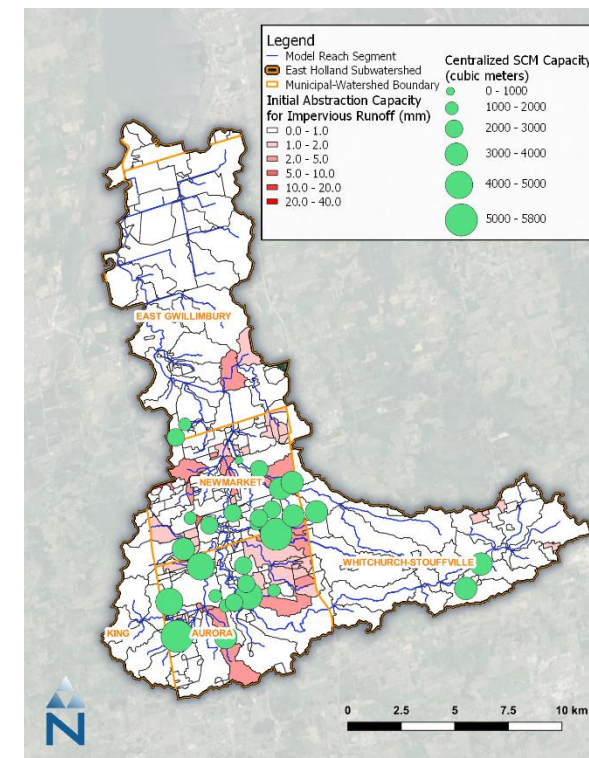 Legend
Model Reach Segment
East Holland Subwatershed
Municipal-Watershed Boundary
Initial Abstraction Capacity
for Impervious Runoff (mm)
0.0 - 1.0
1.0 - 2.0
2.0 - 5.0
5.0 - 10.0
10.0 - 20.0
20.0 - 40.0
Centralized SCM Capacity
(cubic meters)
0 - 1000
1000 - 2000
2000 - 3000
3000 - 4000
4000 - 5000
5000 - 5800
EAST GWILLIMBURY
NEWMARKET
WHITCHURCH-STOUFFVILLE
KING
AURORA
N
0 2.5 5 7.5 10 km